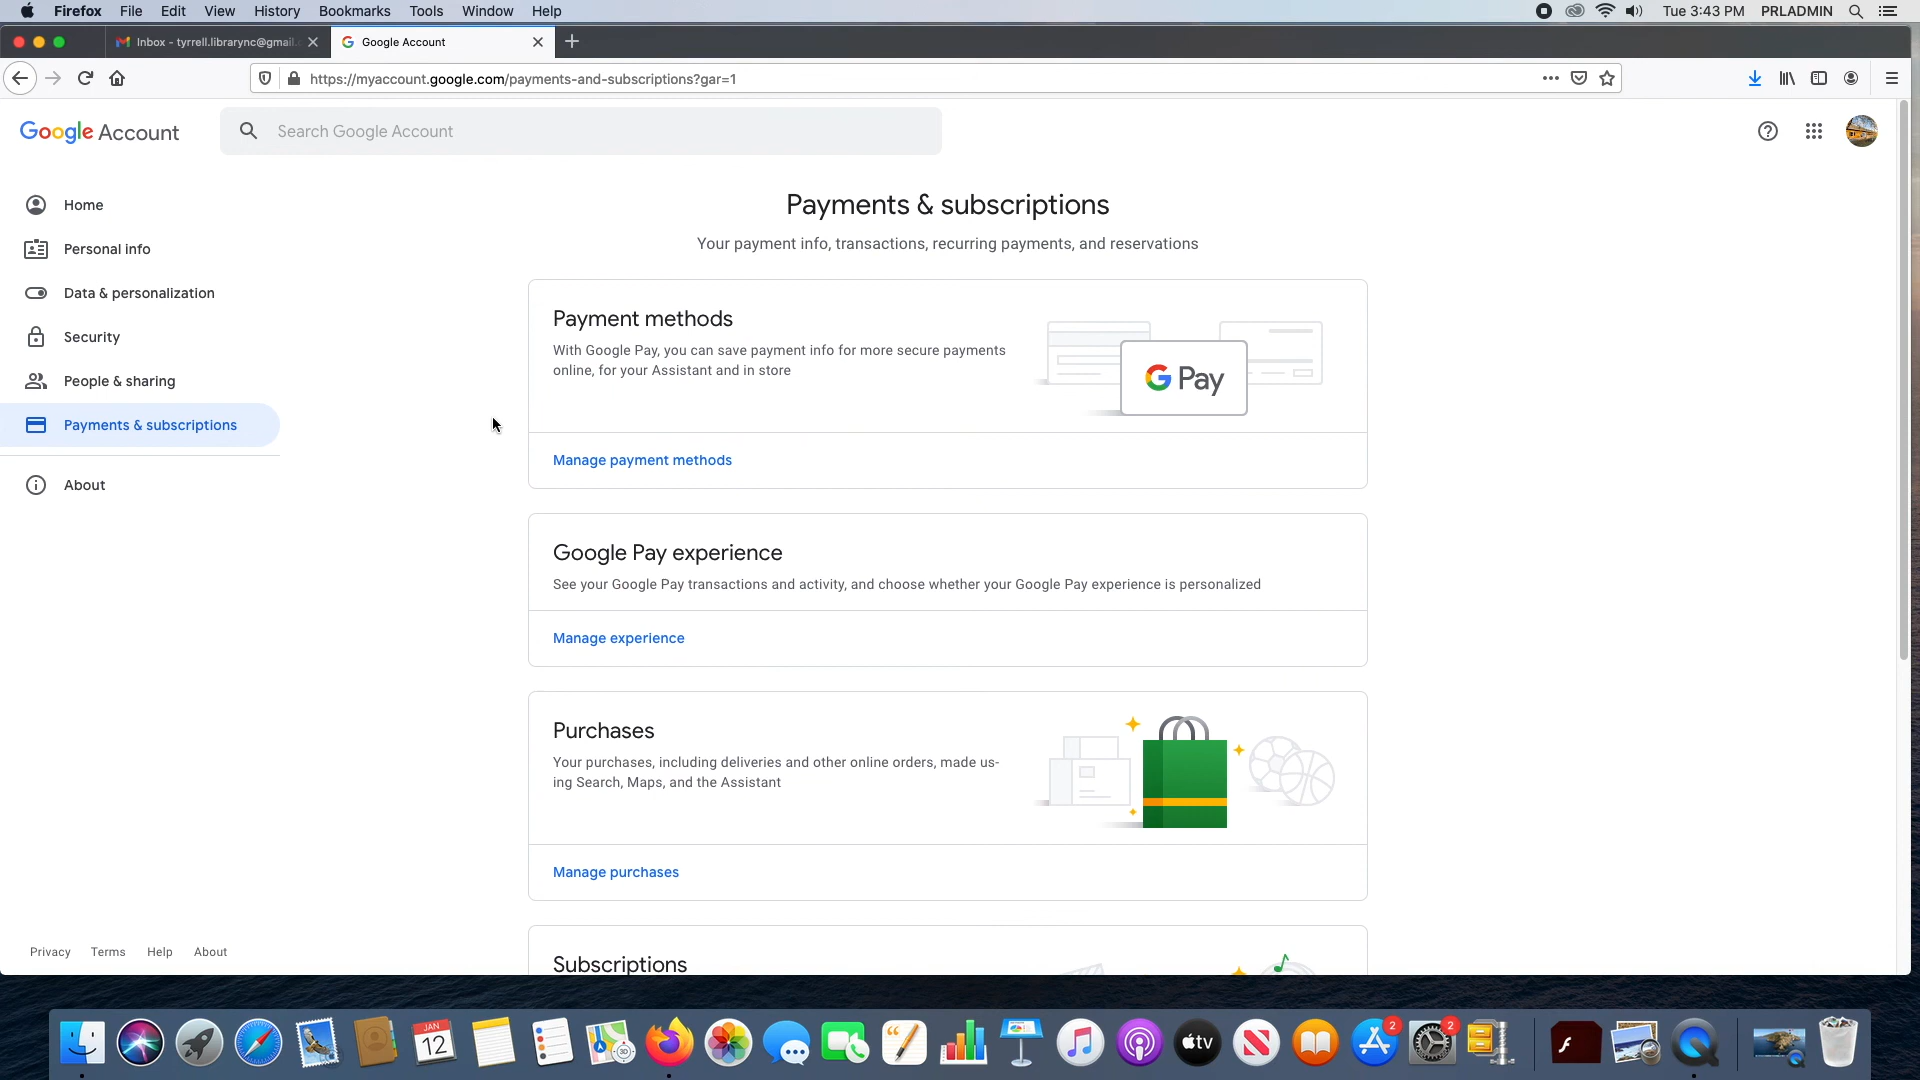 Firefox File Edit View History Bookmarks Tools Window Help Tue 3:43 PM PRLADMIN
Inbox - tyrrell.librarync@gmail. Google Account
https://myaccount.google.com/payments-and-subscriptions?gar=1
Google Account Search Google Account
Home
Personal info
Data & personalization
Security
People & sharing
Payments & subscriptions
About
Payments & subscriptions
Your payment info, transactions, recurring payments, and reservations
Payment methods
With Google Pay, you can save payment info for more secure payments
online, for your Assistant and in store
G Pay
Manage payment methods
Google Pay experience
See your Google Pay transactions and activity, and choose whether your Google Pay experience is personalized
Manage experience
Purchases
Your purchases, including deliveries and other online orders, made us-
ing Search, Maps, and the Assistant
Manage purchases
Subscriptions
Privacy Terms Help About
JAN
12
3D
tv
2
2